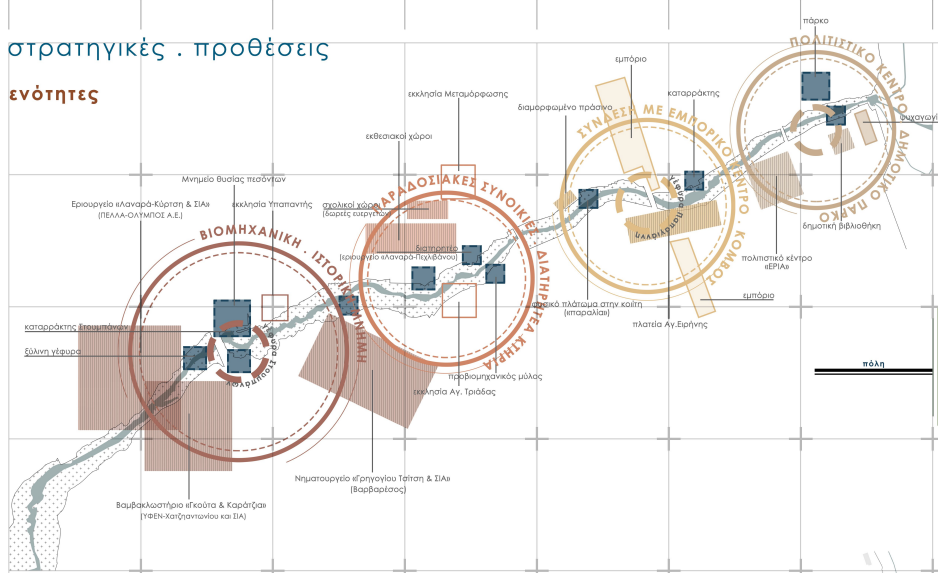 στρατηγικές . προθέσεις
ενότητες
πάρκο
ΠΟΛΙΤΙΣΤΙΚΟ ΚΕΝΤΡΟ . ΔΗΜΟΤΙΚΟ ΠΑΡΚΟ
εμπόριο
εκκλησία Μεταμόρφωσης
διαμορφωμένο πράσινο
καταρράκτης
ΣΥΝΔΕΣΗ ΜΕ ΕΜΠΟΡΙΚΟ ΚΕΝΤΡΟ . ΚΟΜΒΟΣ
εκθεσιακοί χώροι
Μνημείο θυσίας πεσόντων
Εριουργείο «Λαναρά-Κύρτση & ΣΙΑ»
(ΠΕΛΛΑ-ΟΛΥΜΠΟΣ Α.Ε.)
εκκλησία Υπαπαντής
σχολικοί χώροι
(δωρεές ευεργετών)
ΠΑΡΑΔΟΣΙΑΚΕΣ ΣΥΝΟΙΚΙΕΣ . ΔΙΑΤΗΡΗΤΕΑ ΚΤΗΡΙΑ
δημοτική βιβλιοθήκη
ΒΙΟΜΗΧΑΝΙΚΗ . ΙΣΤΟΡΙΚΗ ΜΝΗΜΗ
διατηρητέο
(εριουργείο «Λαναρά-Πεχλιβάνου)
πολιτιστικό κέντρο
«ΕΡΙΑ»
εμπόριο
φυσικό πλάτωμα στην κοίτη
(«παραλία»)
πλατεία Αγ.Ειρήνης
καταρράκτης Στουμπάνων
ξύλινη γέφυρα
γέφυρα Στουμπάνων
προβιομηχανικός μύλος
εκκλησία Αγ. Τριάδας
πόλη
Νηματουργείο «Γρηγορίου Τσίτση & ΣΙΑ»
(Βαρβαρέσος)
Βαμβακλωστήριο «Γκούτα & Καράτζια»
(ΥΦΕΝ-Χατζηαντωνίου και ΣΙΑ)